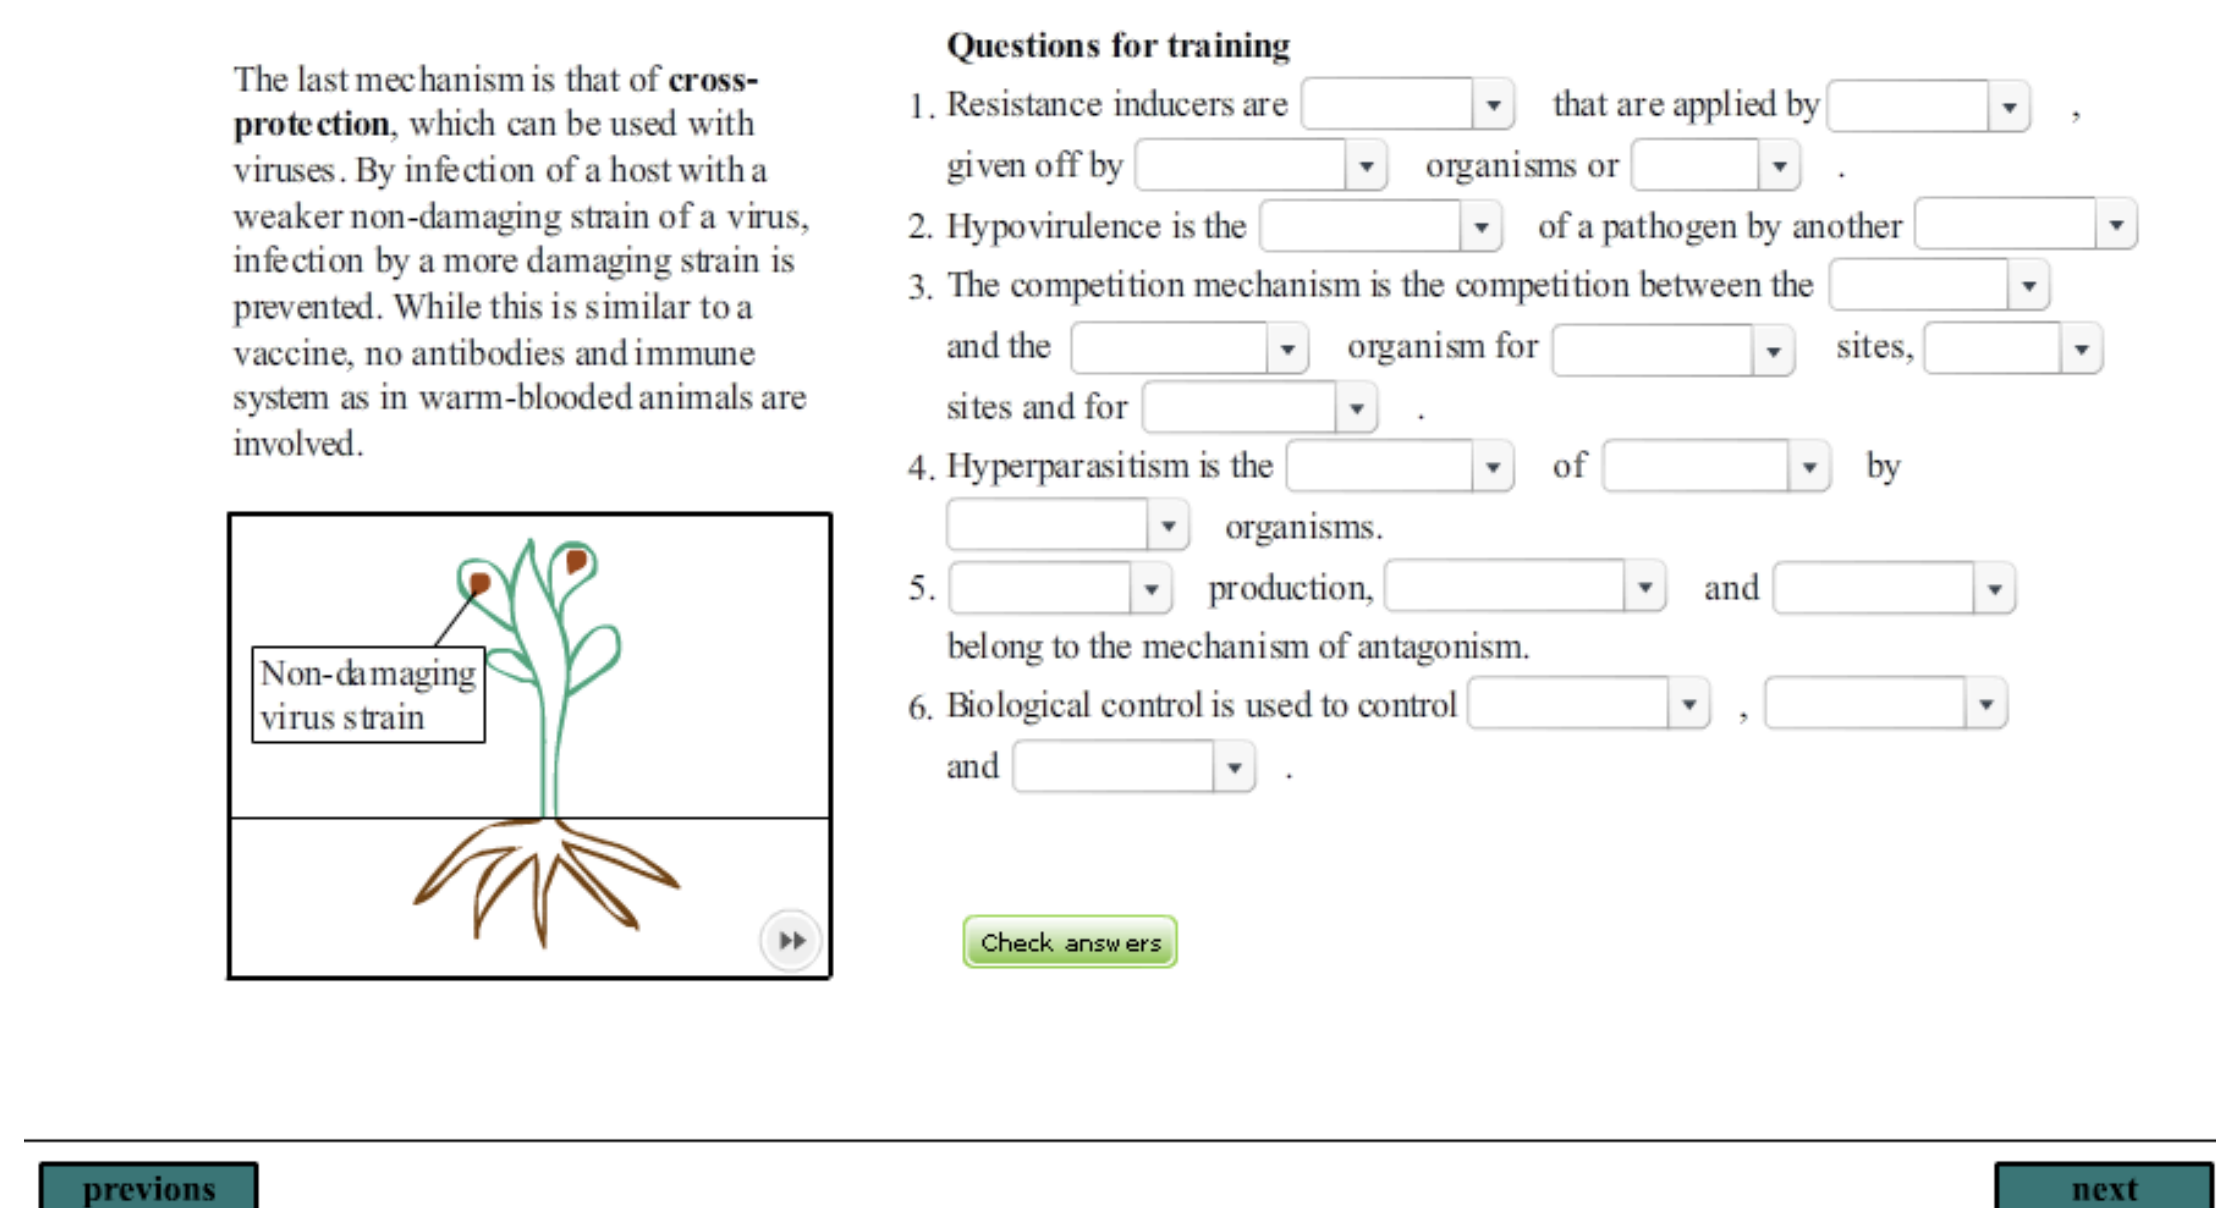 The last mechanism is that of cross-
protection, which can be used with
viruses. By infection of a host with a
weaker non-damaging strain of a virus,
infection by a more damaging strain is
prevented. While this is similar to a
vaccine, no antibodies and immune
system as in warm-blooded animals are
involved.
Non-damaging
virus strain
Questions for training
1. Resistance inducers are that are applied by ,
given off by organisms or .
2. Hypovirulence is the of a pathogen by another
3. The competition mechanism is the competition between the
and the organism for sites,
sites and for .
4. Hyperparasitism is the of by
organisms.
5. production, and
belong to the mechanism of antagonism.
6. Biological control is used to control ,
and .
Check answers
previons
next